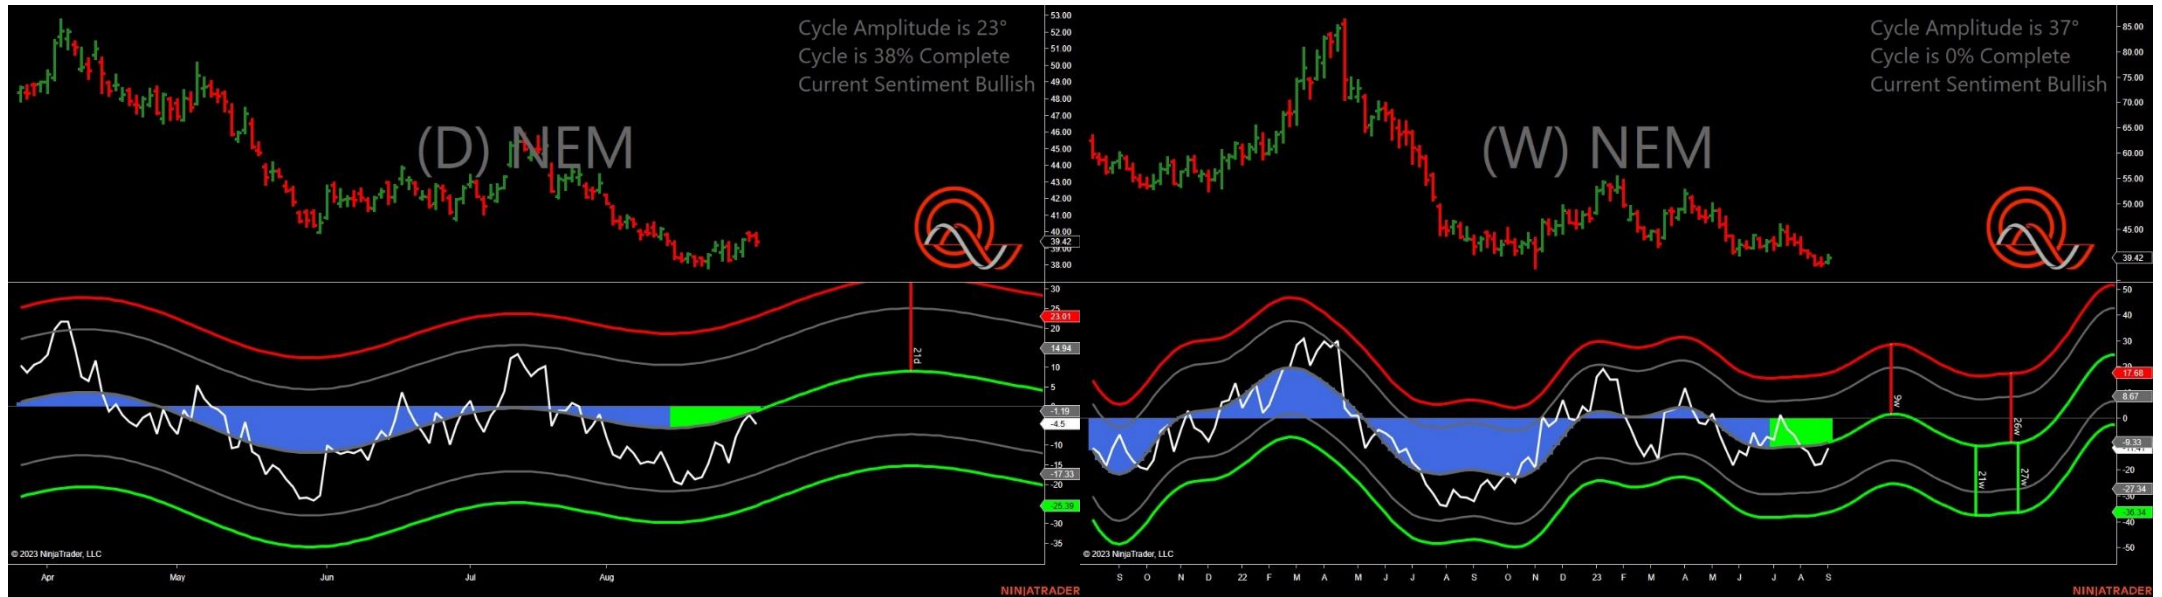 Cycle Amplitude is 23°
Cycle is 38% Complete
Current Sentiment Bullish
(D) NEM
53.00
52.00
51.00
50.00
49.00
48.00
47.00
46.00
45.00
44.00
43.00
42.00
41.00
40.00
39.42
39.00
38.00
30
23.01
20
14.94
10
5
0
-1.19
-4.5
-10
-15
-17.33
-20
-25.39
-30
-35
21d
© 2023 NinjaTrader, LLC
Apr May Jun Jul Aug
NINJATRADER
Cycle Amplitude is 37°
Cycle is 0% Complete
Current Sentiment Bullish
(W) NEM
85.00
80.00
75.00
70.00
65.00
60.00
55.00
50.00
45.00
39.42
50
40
30
17.68
8.67
0
-9.33
-20
-27.34
-30
-36.34
-40
-50
9w
26w
21w
27w
© 2023 NinjaTrader, LLC
S O N D 22 F M A M J J A S O N D 23 F M A M J J A S
NINJATRADER